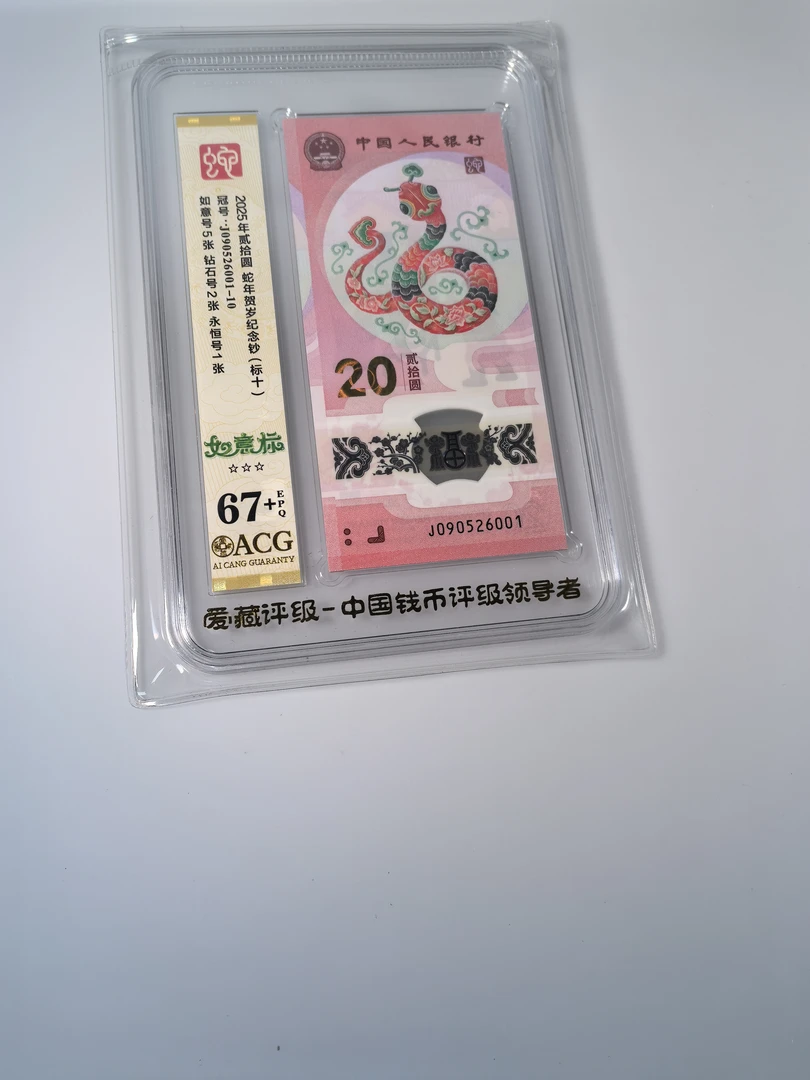 蛇
2025年贰拾圆 蛇年贺岁纪念钞(标十)
冠号:J090526001-10
如意号5张 钻石号2张 永恒号1张
如意标
☆☆☆
67+EPQ
ACG
AI CANG GUARANTY
中国人民银行
20
贰拾圆
J090526001
爱藏评级-中国钱币评级领导者